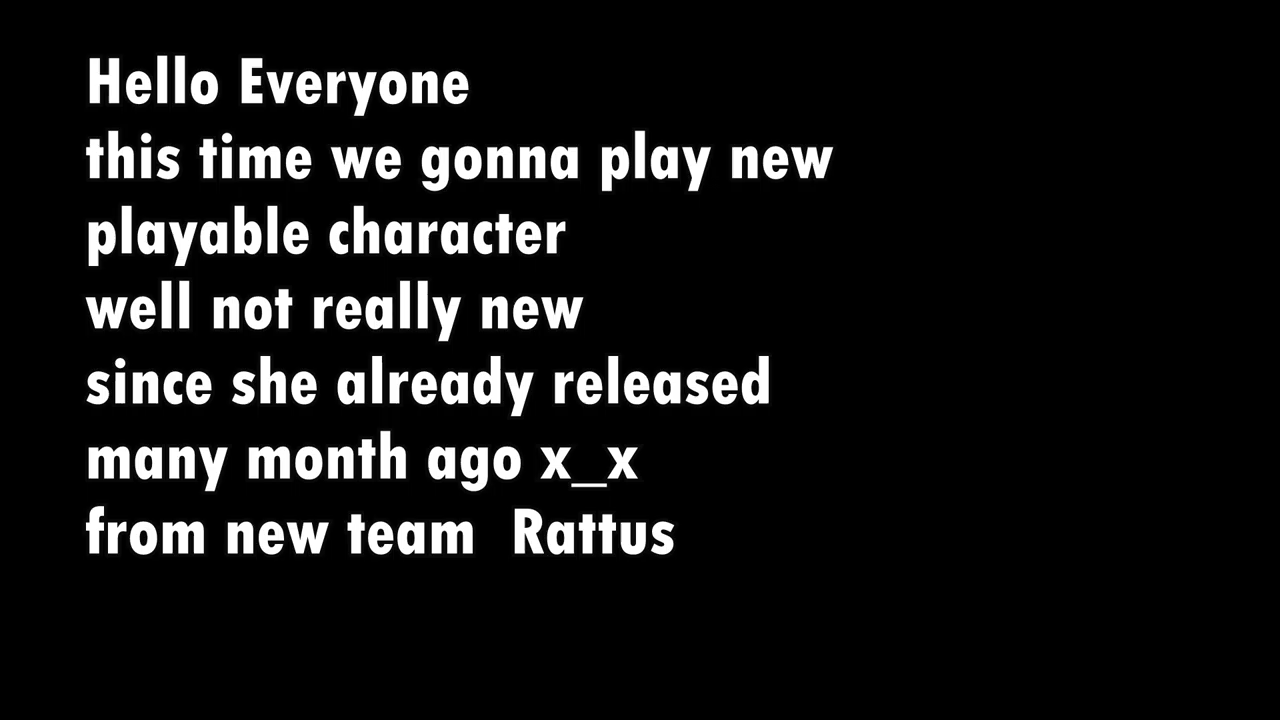 Hello Everyone
this time we gonna play new
playable character
well not really new
since she already released
many month ago x_x
from new team  Rattus